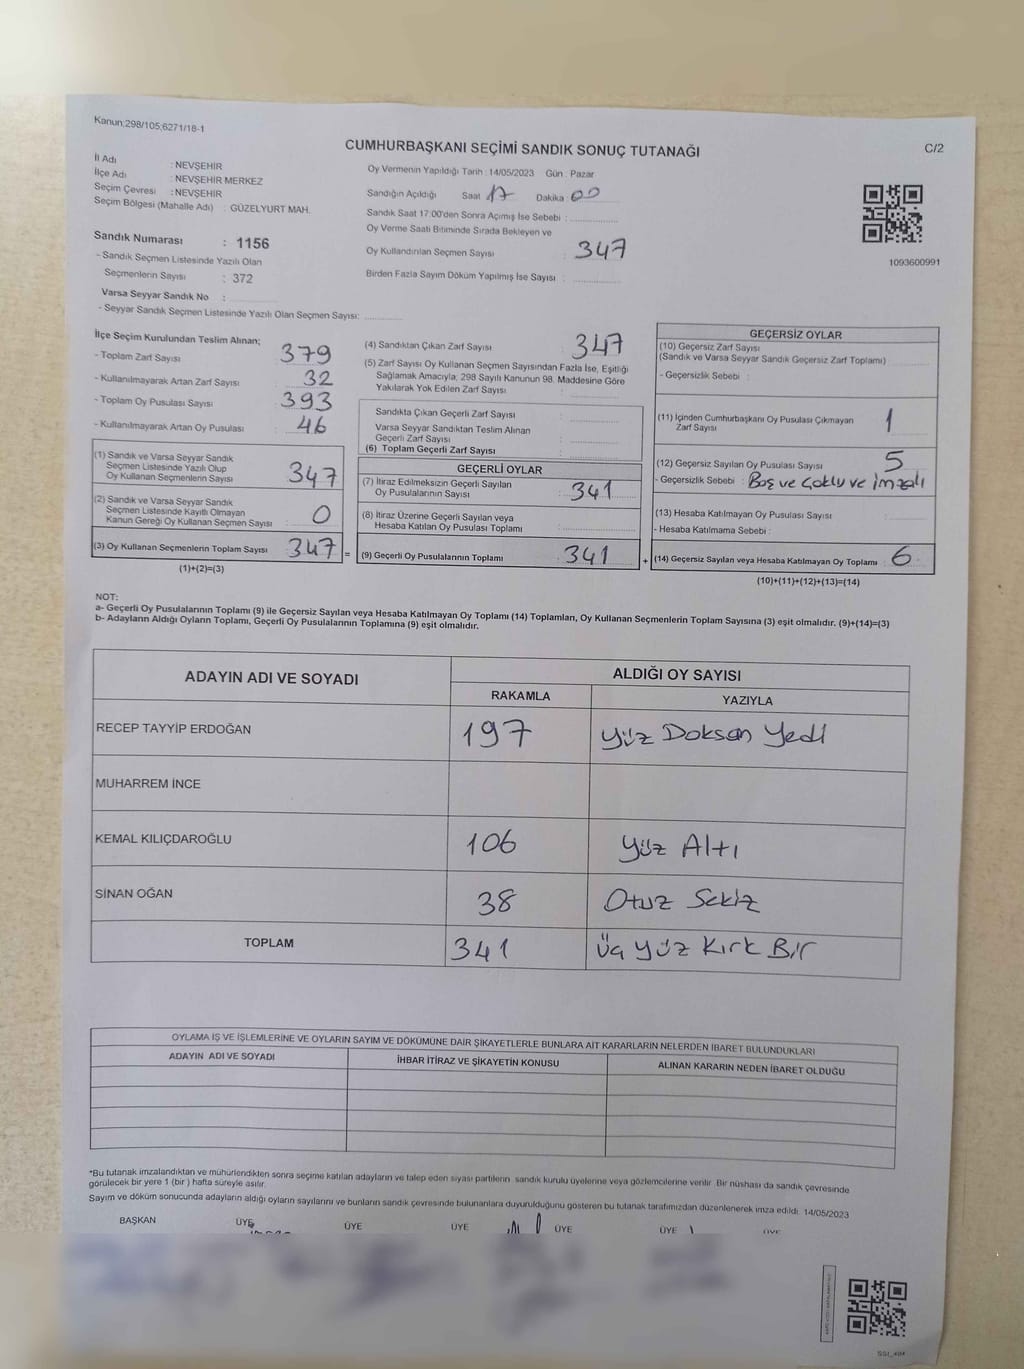 Kanun;298/105;6271/18-1
CUMHURBAŞKANI SEÇİMİ SANDIK SONUÇ TUTANAĞI
C/2
İl Adı : NEVŞEHİR
İlçe Adı : NEVŞEHİR MERKEZ
Seçim Çevresi : NEVŞEHİR
Seçim Bölgesi (Mahalle Adı) : GÜZELYURT MAH.
Sandık Numarası : 1156
- Sandık Seçmen Listesinde Yazılı Olan
Seçmenlerin Sayısı : 372
Varsa Seyyar Sandık No :
- Seyyar Sandık Seçmen Listesinde Yazılı Olan Seçmen Sayısı:
Oy Vermenin Yapıldığı Tarih : 14/05/2023 Gün : Pazar
Sandığın Açıldığı Saat 17 Dakika 00
Sandık Saat 17:00'den Sonra Açımış İse Sebebi :
Oy Verme Saati Bitiminde Sırada Bekleyen ve
Oy Kullandırılan Seçmen Sayısı : 347
Birden Fazla Sayım Döküm Yapılmış İse Sayısı :
1093600991
İlçe Seçim Kurulundan Teslim Alınan;
- Toplam Zarf Sayısı : 379
- Kullanılmayarak Artan Zarf Sayısı : 32
- Toplam Oy Pusulası Sayısı : 393
- Kullanılmayarak Artan Oy Pusulası : 46
(1) Sandık ve Varsa Seyyar Sandık
Seçmen Listesinde Yazılı Olup
Oy Kullanan Seçmenlerin Sayısı : 347
(2) Sandık ve Varsa Seyyar Sandık
Seçmen Listesinde Kayıtlı Olmayan
Kanun Gereği Oy Kullanan Seçmen Sayısı : 0
(3) Oy Kullanan Seçmenlerin Toplam Sayısı : 347 =
(1)+(2)=(3)
(4) Sandıktan Çıkan Zarf Sayısı : 347
(5) Zarf Sayısı Oy Kullanan Seçmen Sayısından Fazla İse, Eşitliği
Sağlamak Amacıyla; 298 Sayılı Kanunun 98. Maddesine Göre
Yakılarak Yok Edilen Zarf Sayısı :
Sandıkta Çıkan Geçerli Zarf Sayısı :
Varsa Seyyar Sandıktan Teslim Alınan
Geçerli Zarf Sayısı :
(6) Toplam Geçerli Zarf Sayısı :
GEÇERLİ OYLAR
(7) İtiraz Edilmeksizin Geçerli Sayılan
Oy Pusulalarının Sayısı : 341
(8) İtiraz Üzerine Geçerli Sayılan veya
Hesaba Katılan Oy Pusulası Toplamı :
(9) Geçerli Oy Pusulalarının Toplamı : 341 +
GEÇERSİZ OYLAR
(10) Geçersiz Zarf Sayısı
(Sandık ve Varsa Seyyar Sandık Geçersiz Zarf Toplamı)
- Geçersizlik Sebebi :
(11) İçinden Cumhurbaşkanı Oy Pusulası Çıkmayan
Zarf Sayısı : 1
(12) Geçersiz Sayılan Oy Pusulası Sayısı : 5
- Geçersizlik Sebebi : Boş ve Çoklu ve imzalı
(13) Hesaba Katılmayan Oy Pusulası Sayısı :
- Hesaba Katılmama Sebebi :
(14) Geçersiz Sayılan veya Hesaba Katılmayan Oy Toplamı : 6
(10)+(11)+(12)+(13)=(14)
NOT:
a- Geçerli Oy Pusulalarının Toplamı (9) ile Geçersiz Sayılan veya Hesaba Katılmayan Oy Toplamı (14) Toplamları, Oy Kullanan Seçmenlerin Toplam Sayısına (3) eşit olmalıdır. (9)+(14)=(3)
b- Adayların Aldığı Oyların Toplamı, Geçerli Oy Pusulalarının Toplamına (9) eşit olmalıdır.
ADAYIN ADI VE SOYADI
ALDIĞI OY SAYISI
RAKAMLA YAZIYLA
RECEP TAYYİP ERDOĞAN 197 Yüz Doksan Yedi
MUHARREM İNCE
KEMAL KILIÇDAROĞLU 106 Yüz Altı
SİNAN OĞAN 38 Otuz Sekiz
TOPLAM 341 Üç Yüz Kırk Bir
OYLAMA İŞ VE İŞLEMLERİNE VE OYLARIN SAYIM VE DÖKÜMÜNE DAİR ŞİKAYETLERLE BUNLARA AİT KARARLARIN NELERDEN İBARET BULUNDUKLARI
ADAYIN ADI VE SOYADI İHBAR İTİRAZ VE ŞİKAYETİN KONUSU ALINAN KARARIN NEDEN İBARET OLDUĞU
*Bu tutanak imzalandıktan ve mühürlendikten sonra seçime katılan adayların ve talep eden siyasi partilerin sandık kurulu üyelerine veya gözlemcilerine verilir. Bir nüshası da sandık çevresinde
görülecek bir yere 1 (bir) hafta süreyle asılır.
Sayım ve döküm sonucunda adayların aldığı oyların sayılarını ve bunların sandık çevresinde bulunanlara duyurulduğunu gösteren bu tutanak tarafımızdan düzenlenerek imza edildi. 14/05/2023
BAŞKAN ÜYE ÜYE ÜYE ÜYE ÜYE ÜYE